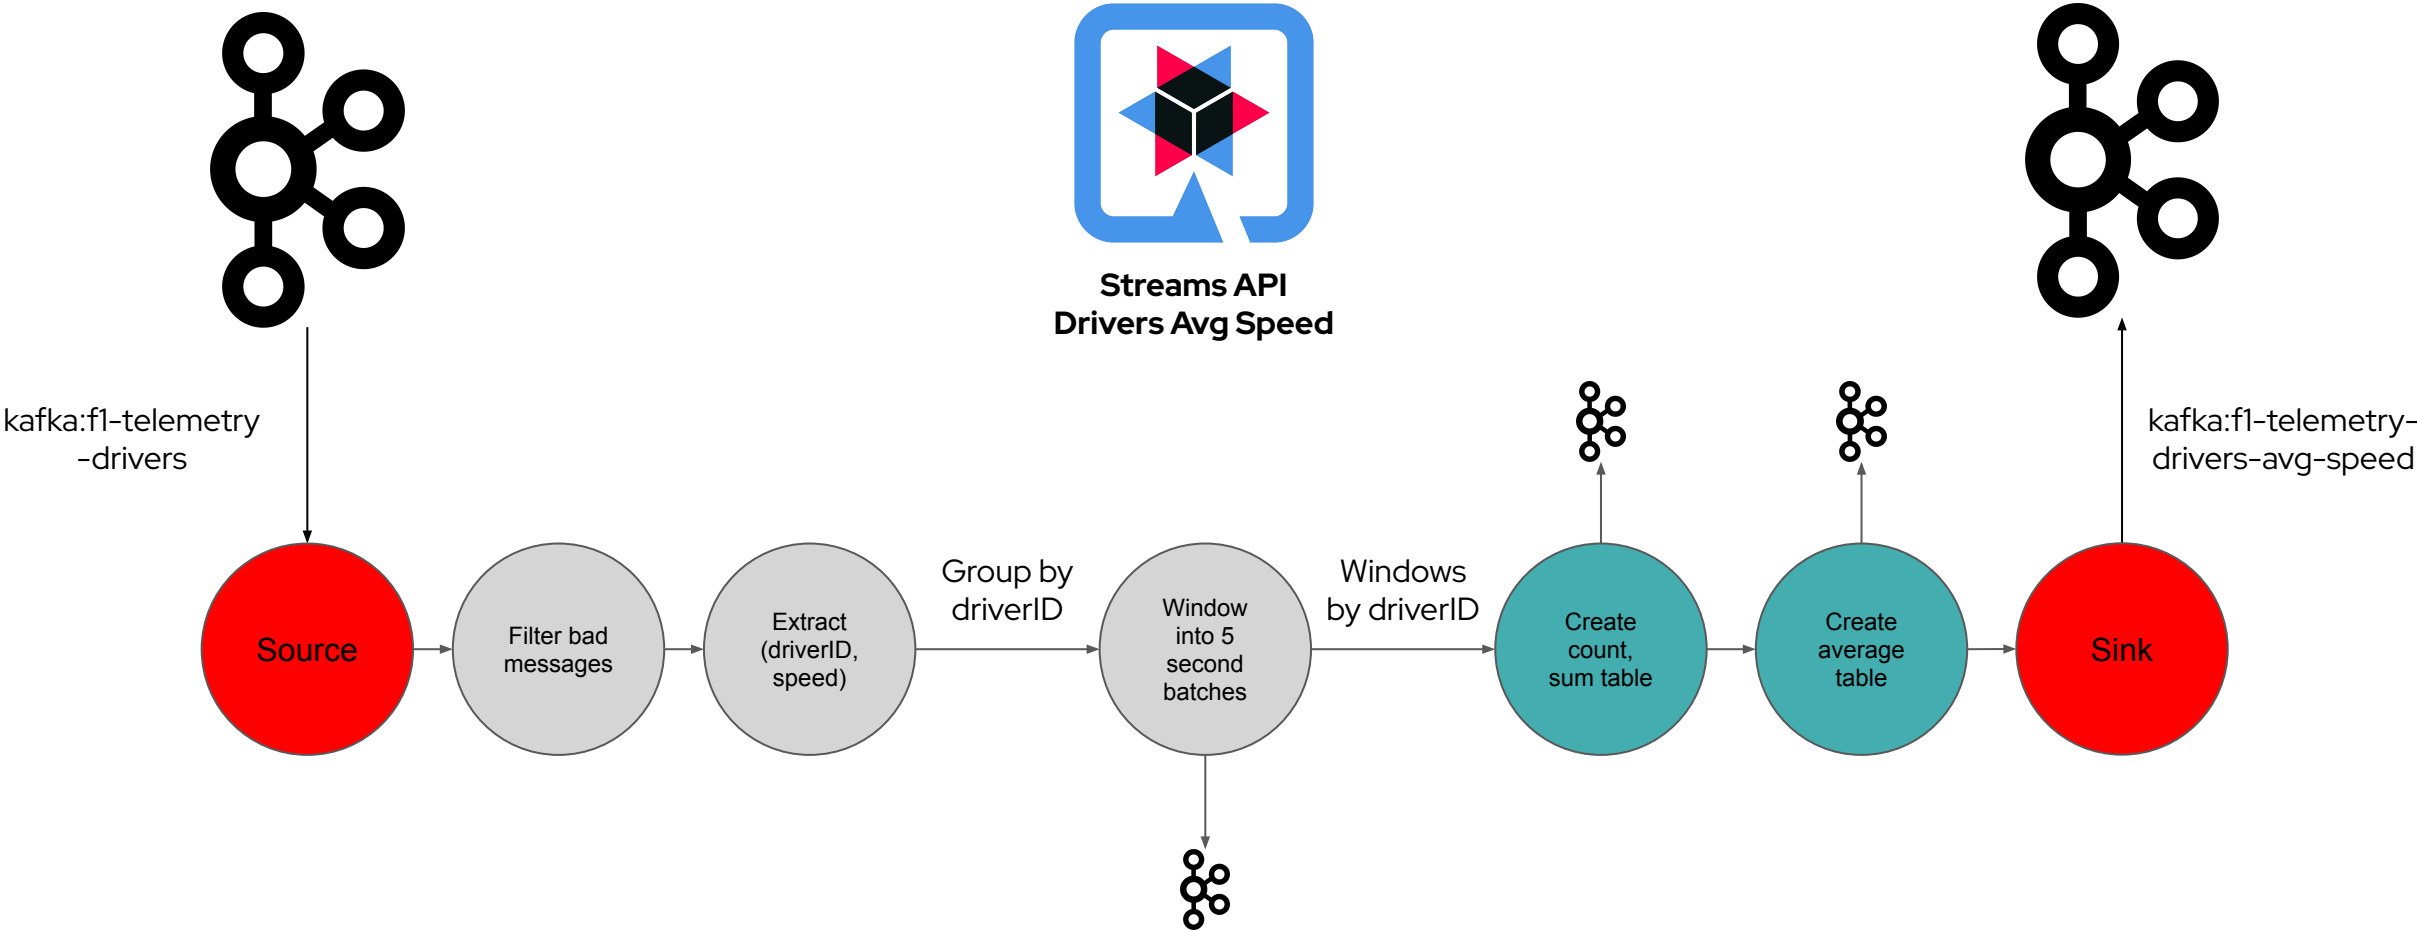 Streams API
Drivers Avg Speed
kafka:f1-telemetry
-drivers
kafka:f1-telemetry-
drivers-avg-speed
Source
Filter bad
messages
Extract
(driverID,
speed)
Group by
driverID
Window
into 5
second
batches
Windows
by driverID
Create
count,
sum table
Create
average
table
Sink